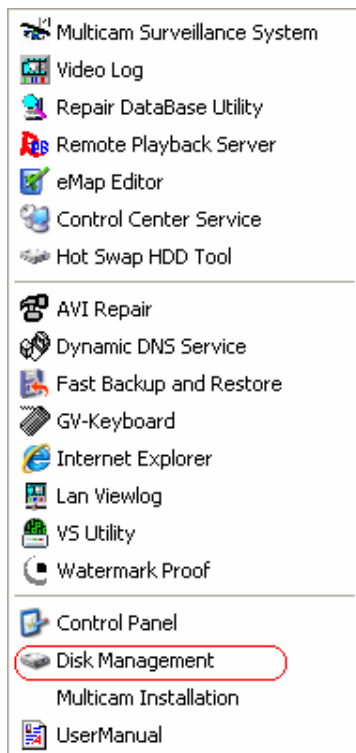 Multicam Surveillance System
Video Log
Repair DataBase Utility
Remote Playback Server
eMap Editor
Control Center Service
Hot Swap HDD Tool
AVI Repair
Dynamic DNS Service
Fast Backup and Restore
GV-Keyboard
Internet Explorer
Lan Viewlog
VS Utility
Watermark Proof
Control Panel
Disk Management
Multicam Installation
UserManual